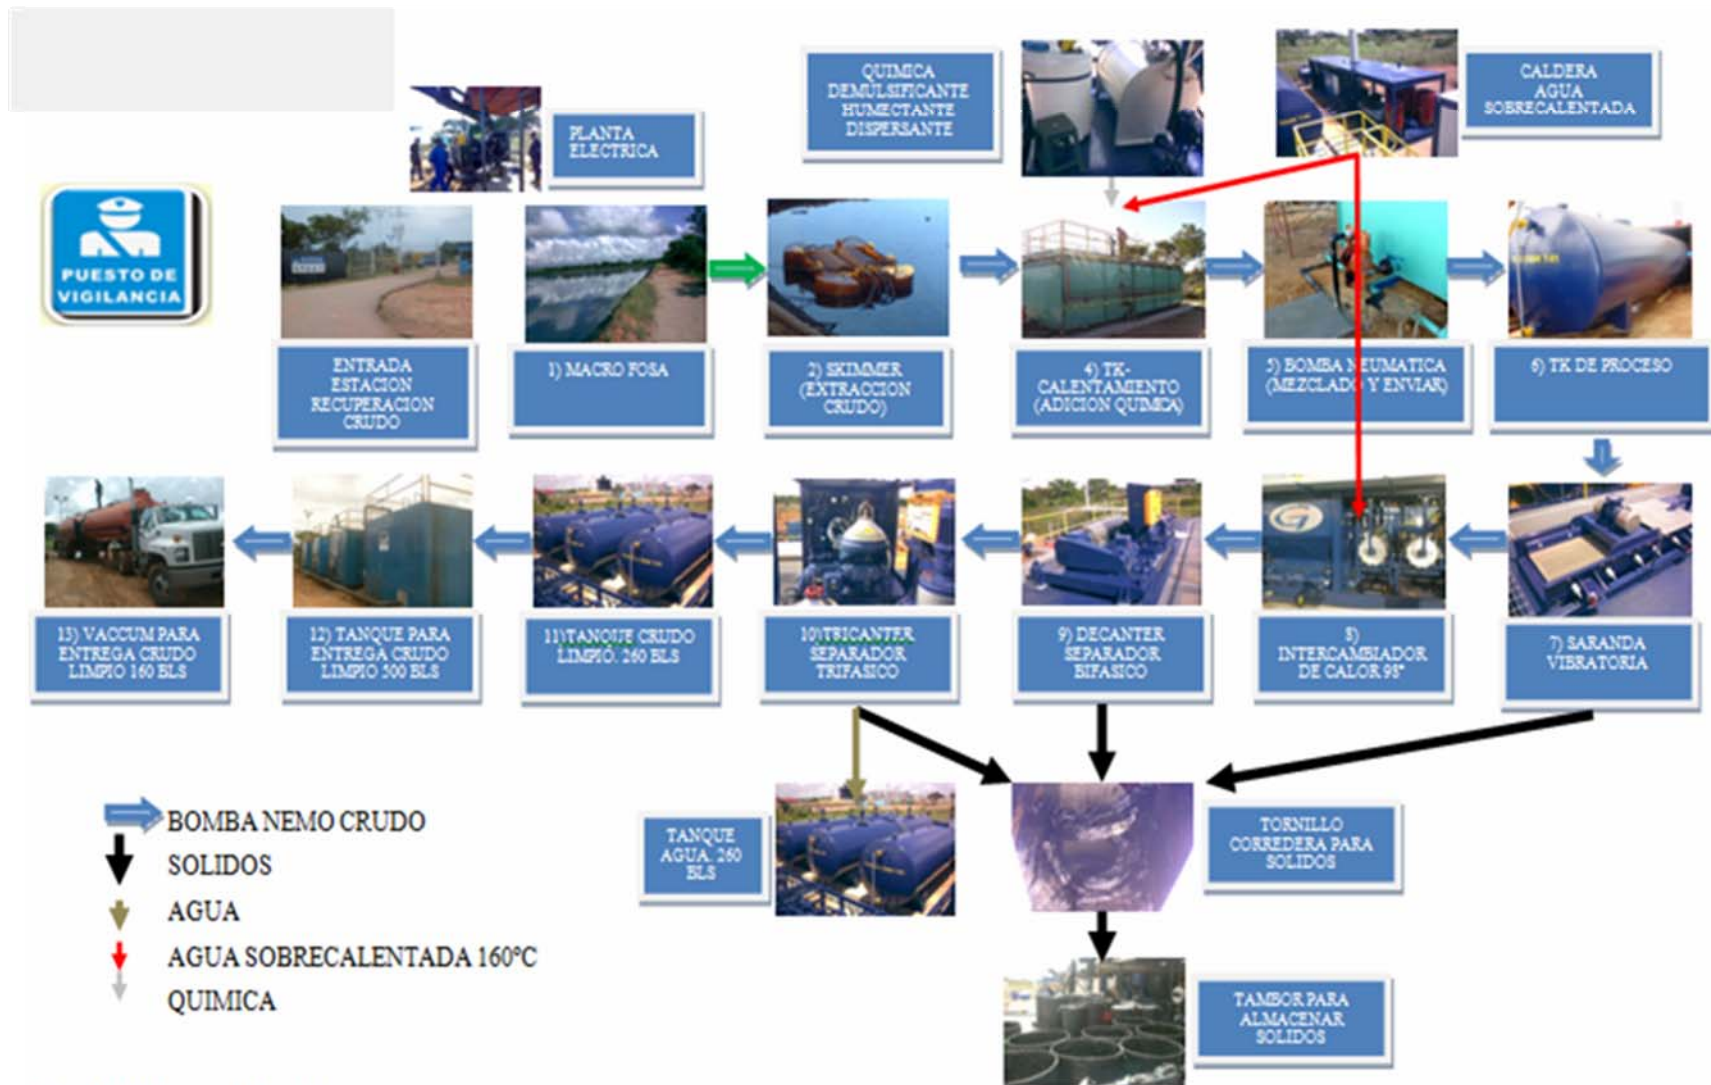 QUIMICA
DEMULSIFICANTE
HUMECTANTE
DISPERSANTE
CALDERA
AGUA
SOBRECALENTADA
PLANTA
ELECTRICA
PUESTO DE
VIGILANCIA
ENTRADA
ESTACION
RECUPERACION
CRUDO
1) MACRO FOSA
2) SKIMMER
(EXTRACCION
CRUDO)
4) TK-
CALENTAMIENTO
(ADICION QUIMICA)
5) BOMBA NEUMATICA
(MEZCLADO Y ENVIAR)
6) TK DE PROCESO
13) VACCUM PARA
ENTREGA CRUDO
LIMPIO 160 BLS
12) TANQUE PARA
ENTREGA CRUDO
LIMPIO 500 BLS
11)TANQUE CRUDO
LIMPIO. 260 BLS
10)TRICANTER
SEPARADOR
TRIFASICO
9) DECANTER
SEPARADOR
BIFASICO
8)
INTERCAMBIADOR
DE CALOR 98°
7) SARANDA
VIBRATORIA
BOMBA NEMO CRUDO
SOLIDOS
AGUA
AGUA SOBRECALENTADA 160°C
QUIMICA
TANQUE
AGUA. 260
BLS
TORNILLO
CORREDERA PARA
SOLIDOS
TAMBOR PARA
ALMACENAR
SOLIDOS